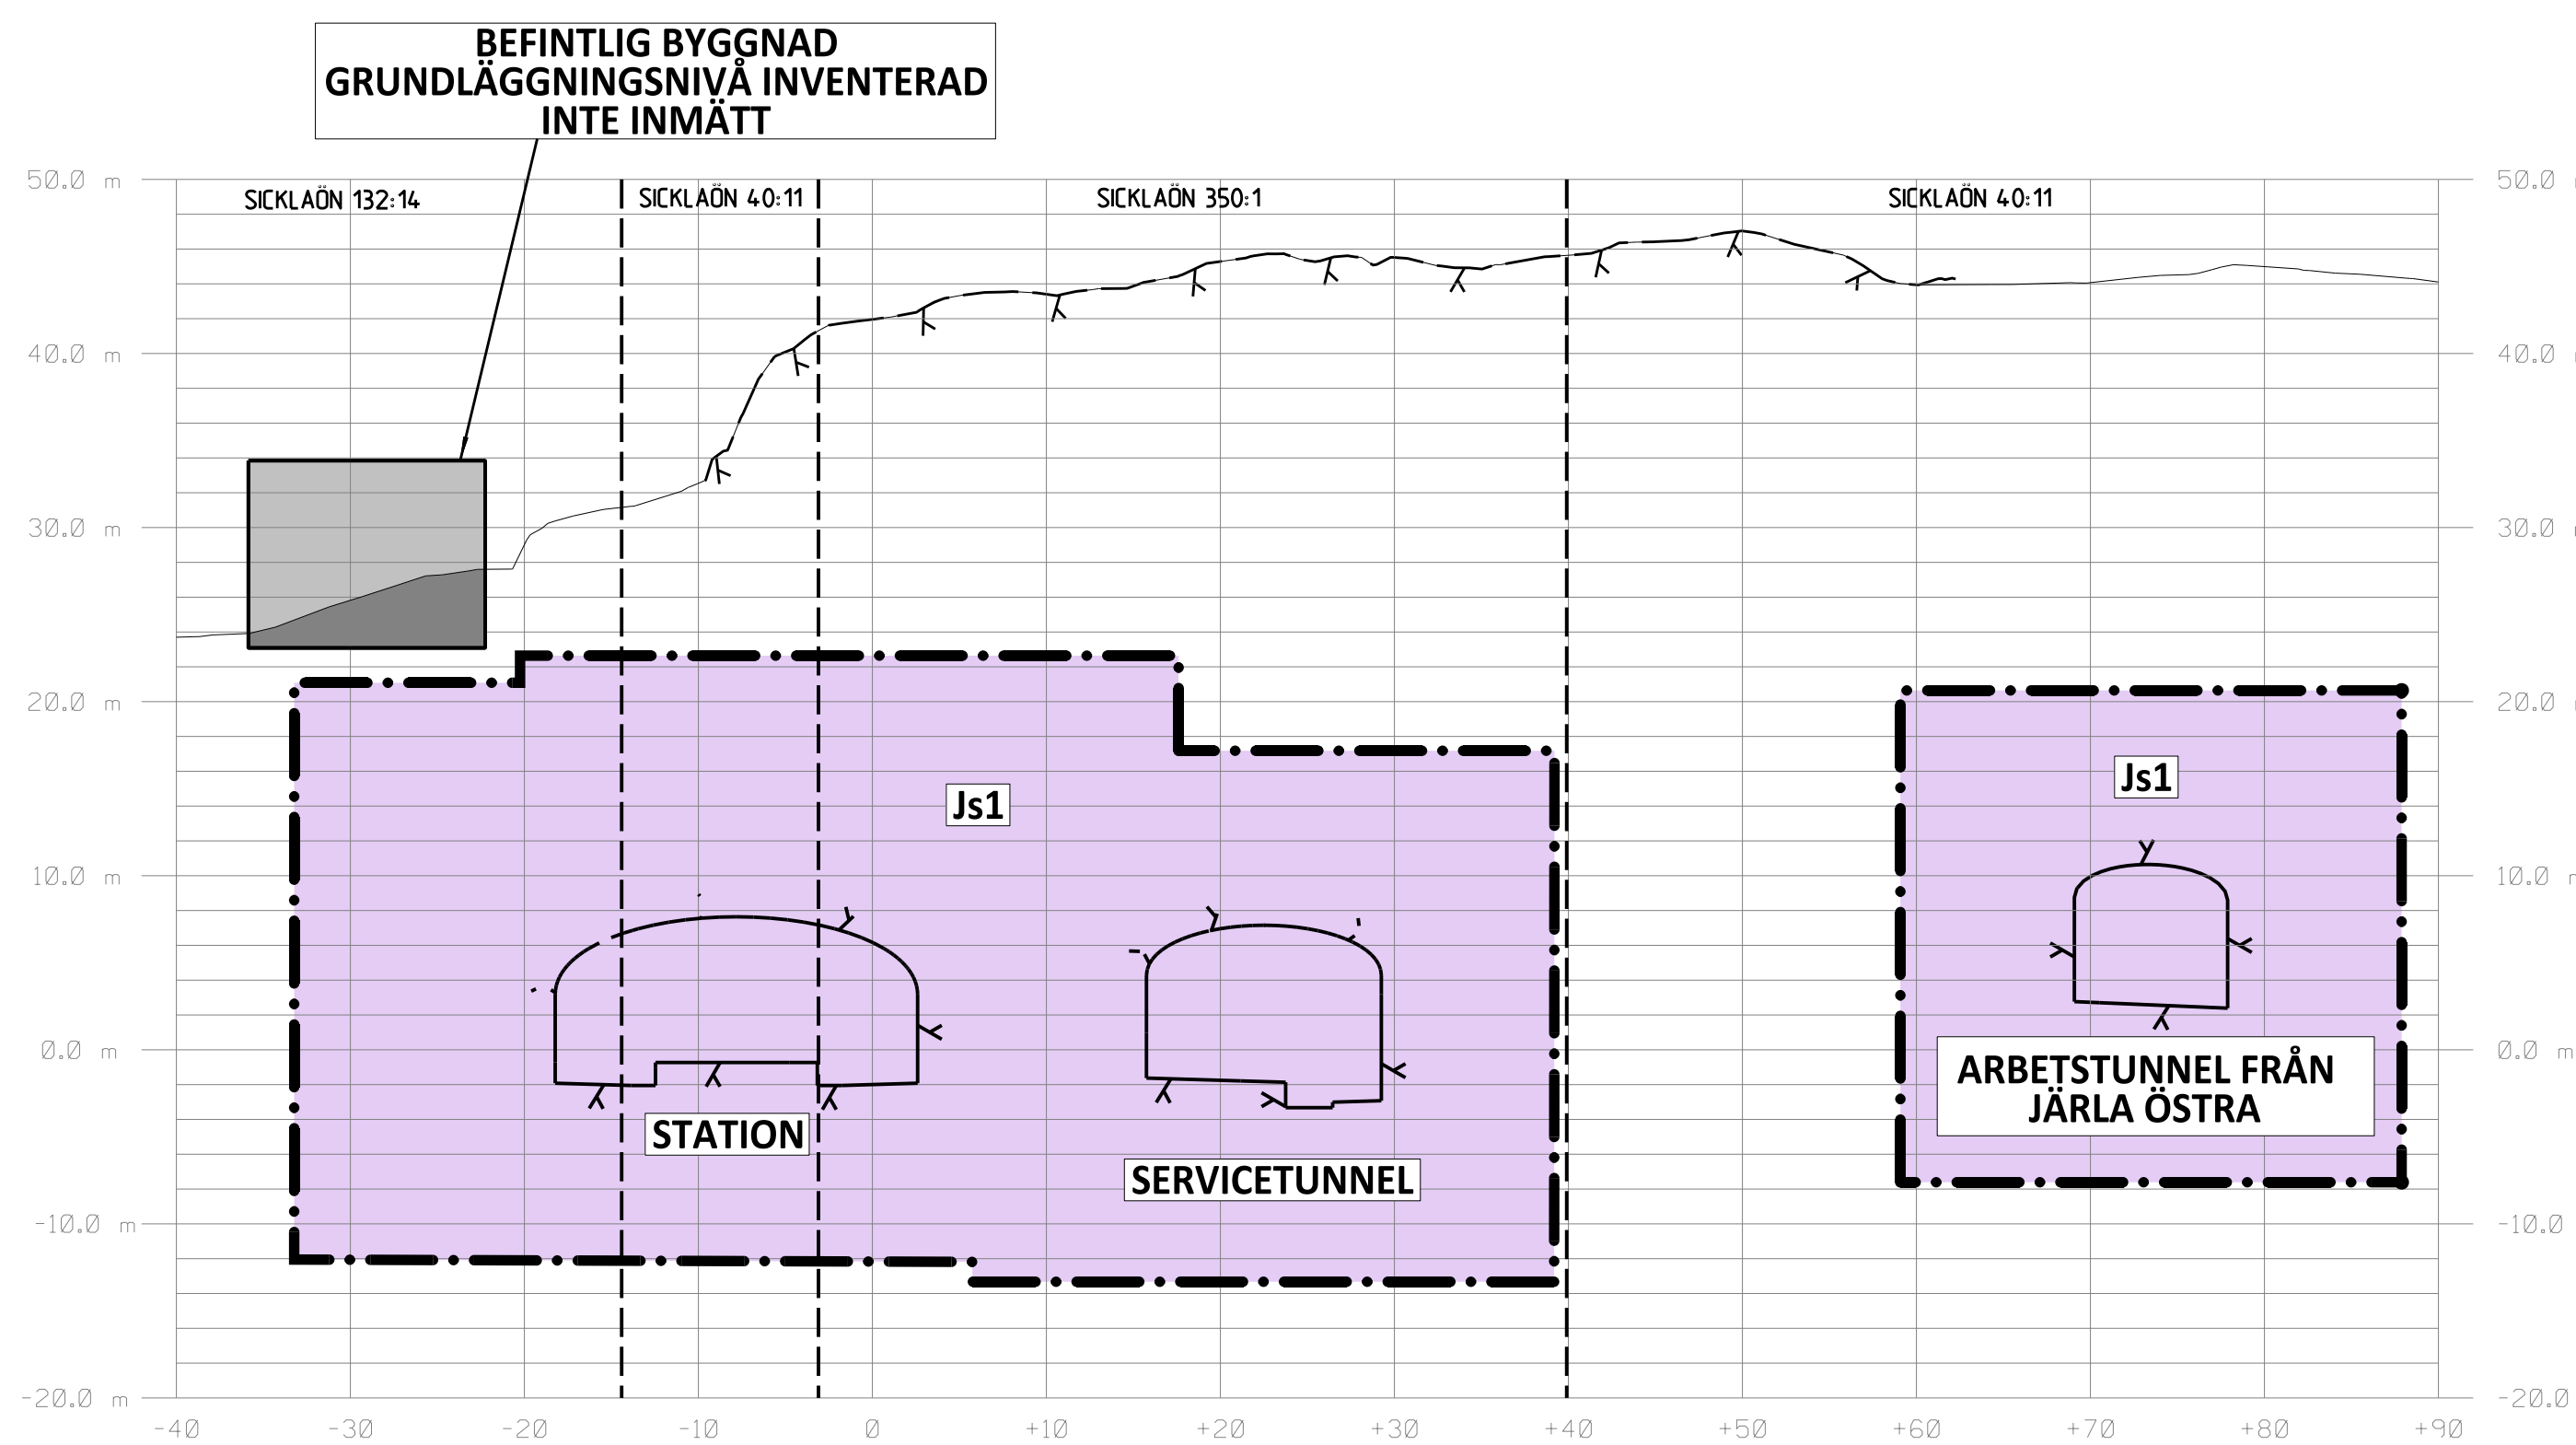 BEFINTLIG BYGGNAD
GRUNDLÄGGNINGSNIVÅ INVENTERAD
INTE INMÄTT
50.0 m
SICKLAÖN 132:14
SICKLAÖN 40:11
SICKLAÖN 350:1
SICKLAÖN 40:11
50.0
40.0 m
40.0
30.0 m
30.0
20.0 m
20.0
Js1
Js1
10.0 m
10.0
0.0 m
0.0 m
ARBETSTUNNEL FRÅN
JÄRLA ÖSTRA
STATION
SERVICETUNNEL
-10.0 m
-10.0
-20.0 m
-20.0
-40 -30 -20 -10 0 +10 +20 +30 +40 +50 +60 +70 +80 +90